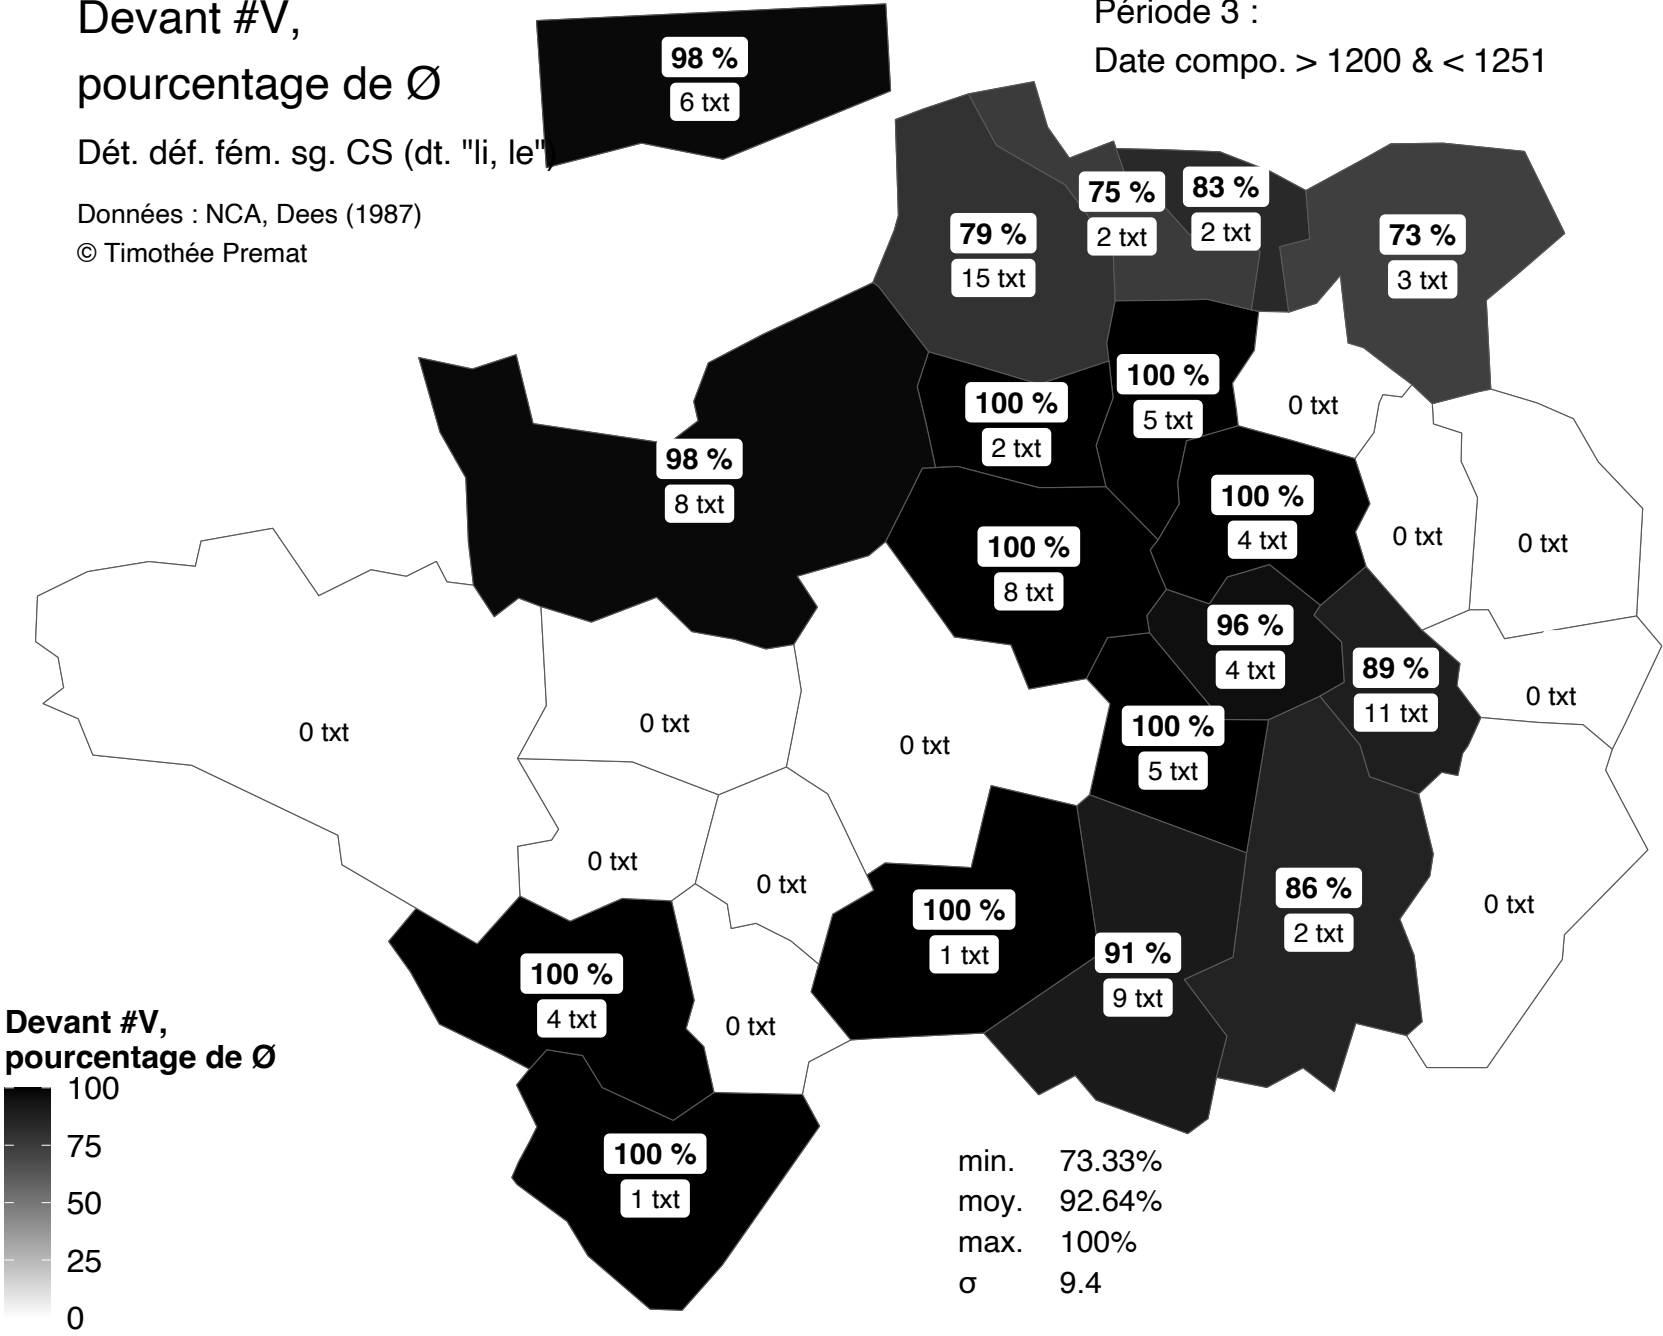 Devant #V,
pourcentage de Ø
Dét. déf. fém. sg. CS (dt. "li, le")
Données : NCA, Dees (1987)
© Timothée Premat
Période 3 :
Date compo. > 1200 & < 1251
98 %
6 txt
75 %
2 txt
83 %
2 txt
79 %
15 txt
73 %
3 txt
100 %
5 txt
100 %
2 txt
0 txt
98 %
8 txt
100 %
4 txt
0 txt
0 txt
100 %
8 txt
96 %
4 txt
89 %
11 txt
0 txt
0 txt
0 txt
0 txt
100 %
5 txt
0 txt
0 txt
86 %
2 txt
0 txt
100 %
1 txt
91 %
9 txt
100 %
4 txt
0 txt
100 %
1 txt
Devant #V,
pourcentage de Ø
100
75
50
25
0
min. 73.33%
moy. 92.64%
max. 100%
σ 9.4